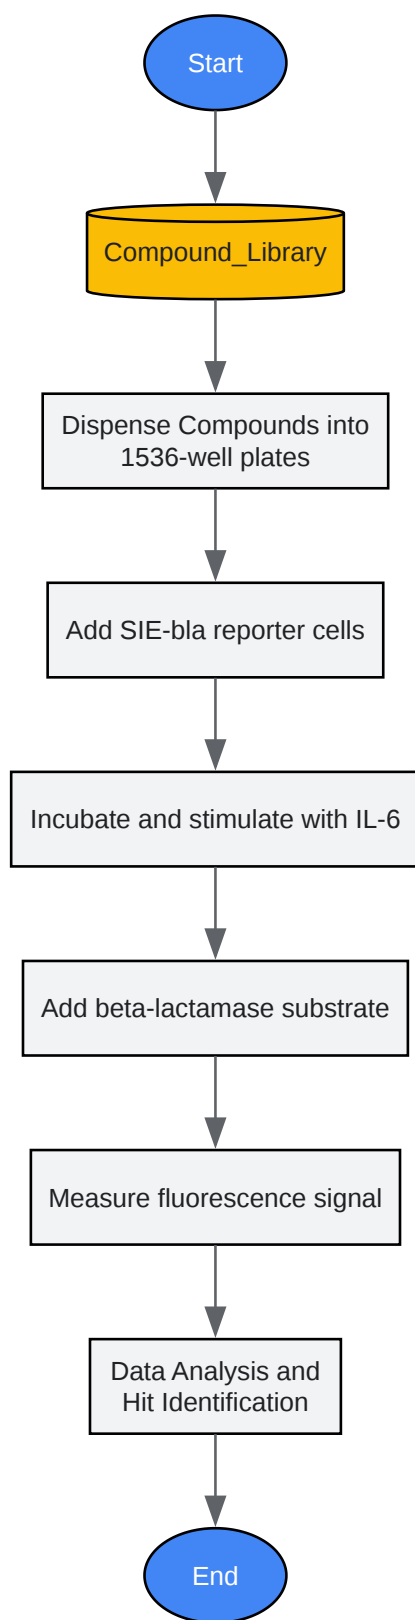 Start
Compound_Library
Dispense Compounds into
1536-well plates
Add SIE-bla reporter cells
Incubate and stimulate with IL-6
Add beta-lactamase substrate
Measure fluorescence signal
Data Analysis and
Hit Identification
End